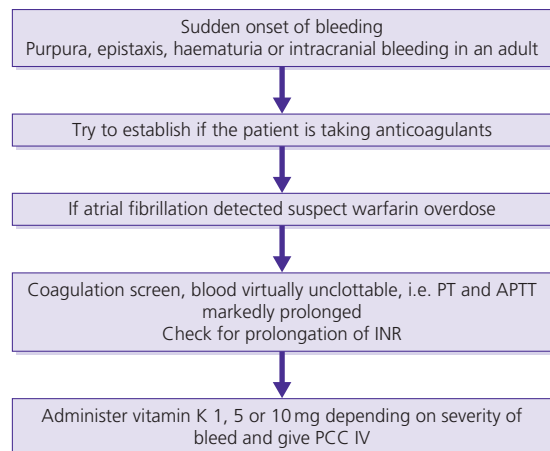 Sudden onset of bleeding
Purpura, epistaxis, haematuria or intracranial bleeding in an adult
Try to establish if the patient is taking anticoagulants
If atrial fibrillation detected suspect warfarin overdose
Coagulation screen, blood virtually unclottable, i.e. PT and APTT
markedly prolonged
Check for prolongation of INR
Administer vitamin K 1, 5 or 10 mg depending on severity of
bleed and give PCC IV